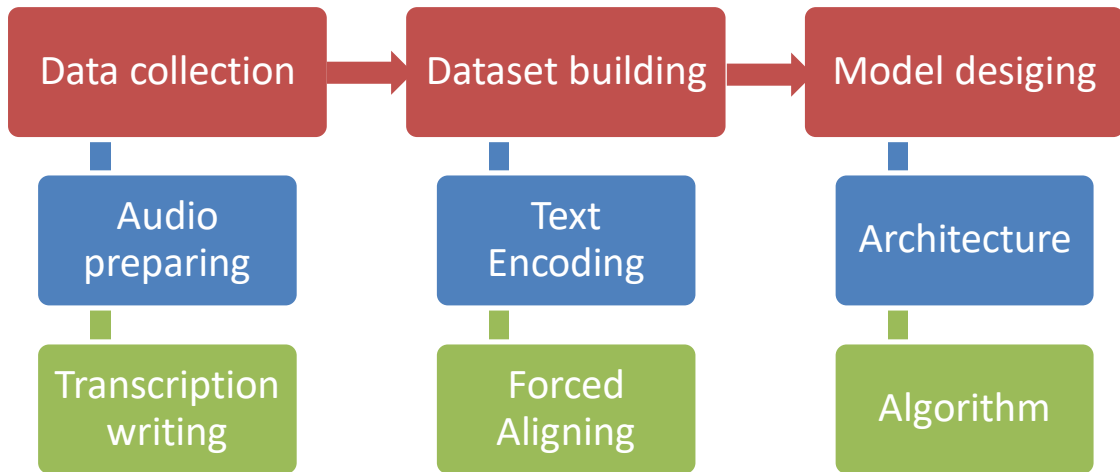 Data collection
Dataset building
Model desiging
Audio
preparing
Text
Encoding
Architecture
Transcription
writing
Forced
Aligning
Algorithm